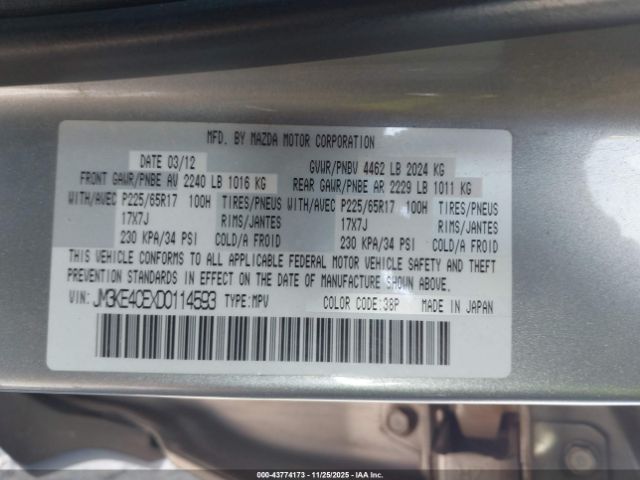 MFD. BY MAZDA MOTOR CORPORATION
DATE 03/12 GVWR/PNBV 4462 LB 2024 KG
FRONT GAWR/PNBE AV 2240 LB 1016 KG REAR GAWR/PNBE AR 2229 LB 1011 KG
WITH/AVEC P225/65R17 100H TIRES/PNEUS WITH/AVEC P225/65R17 100H TIRES/PNEUS
17X7J RIMS/JANTES 17X7J RIMS/JANTES
230 KPA/34 PSI COLD/A FROID 230 KPA/34 PSI COLD/A FROID
THIS VEHICLE CONFORMS TO ALL APPLICABLE FEDERAL MOTOR VEHICLE SAFETY AND THEFT
PREVENTION STANDARDS IN EFFECT ON THE DATE OF MANUFACTURE SHOWN ABOVE.
VIN: JM3KE4CEXD0114593 TYPE:MPV COLOR CODE:38P MADE IN JAPAN
000-43774173 - 11/25/2025 - IAA.COM